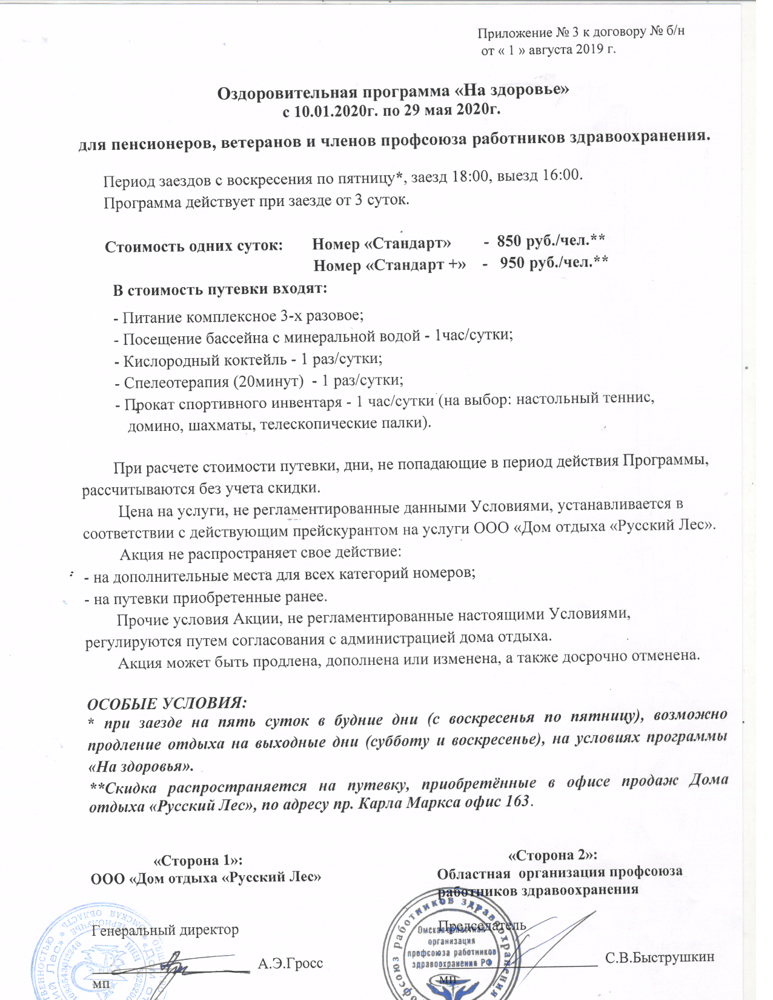 Приложение № 3 к договору № б/н
от « 1 » августа 2019 г.
Оздоровительная программа «На здоровье»
с 10.01.2020г. по 29 мая 2020г.
для пенсионеров, ветеранов и членов профсоюза работников здравоохранения.
Период заездов с воскресения по пятницу*, заезд 18:00, выезд 16:00.
Программа действует при заезде от 3 суток.
Стоимость одних суток: Номер «Стандарт» - 850 руб./чел.**
Номер «Стандарт +» - 950 руб./чел.**
В стоимость путевки входят:
- Питание комплексное 3-х разовое;
- Посещение бассейна с минеральной водой - 1час/сутки;
- Кислородный коктейль - 1 раз/сутки;
- Спелеотерапия (20минут) - 1 раз/сутки;
- Прокат спортивного инвентаря - 1 час/сутки (на выбор: настольный теннис,
домино, шахматы, телескопические палки).
При расчете стоимости путевки, дни, не попадающие в период действия Программы,
рассчитываются без учета скидки.
Цена на услуги, не регламентированные данными Условиями, устанавливается в
соответствии с действующим прейскурантом на услуги ООО «Дом отдыха «Русский Лес».
Акция не распространяет свое действие:
- на дополнительные места для всех категорий номеров;
- на путевки приобретенные ранее.
Прочие условия Акции, не регламентированные настоящими Условиями,
регулируются путем согласования с администрацией дома отдыха.
Акция может быть продлена, дополнена или изменена, а также досрочно отменена.
ОСОБЫЕ УСЛОВИЯ:
* при заезде на пять суток в будние дни (с воскресенья по пятницу), возможно
продление отдыха на выходные дни (субботу и воскресенье), на условиях программы
«На здоровья».
**Скидка распространяется на путевку, приобретённые в офисе продаж Дома
отдыха «Русский Лес», по адресу пр. Карла Маркса офис 163.
«Сторона 1»:
ООО «Дом отдыха «Русский Лес»
Генеральный директор
А.Э.Гросс
мп
«Сторона 2»:
Областная организация профсоюза
работников здравоохранения
Председатель
С.В.Быструшкин
мп
работников здравоохранения
Омская областная
организация
профсоюза работников
здравоохранения РФ